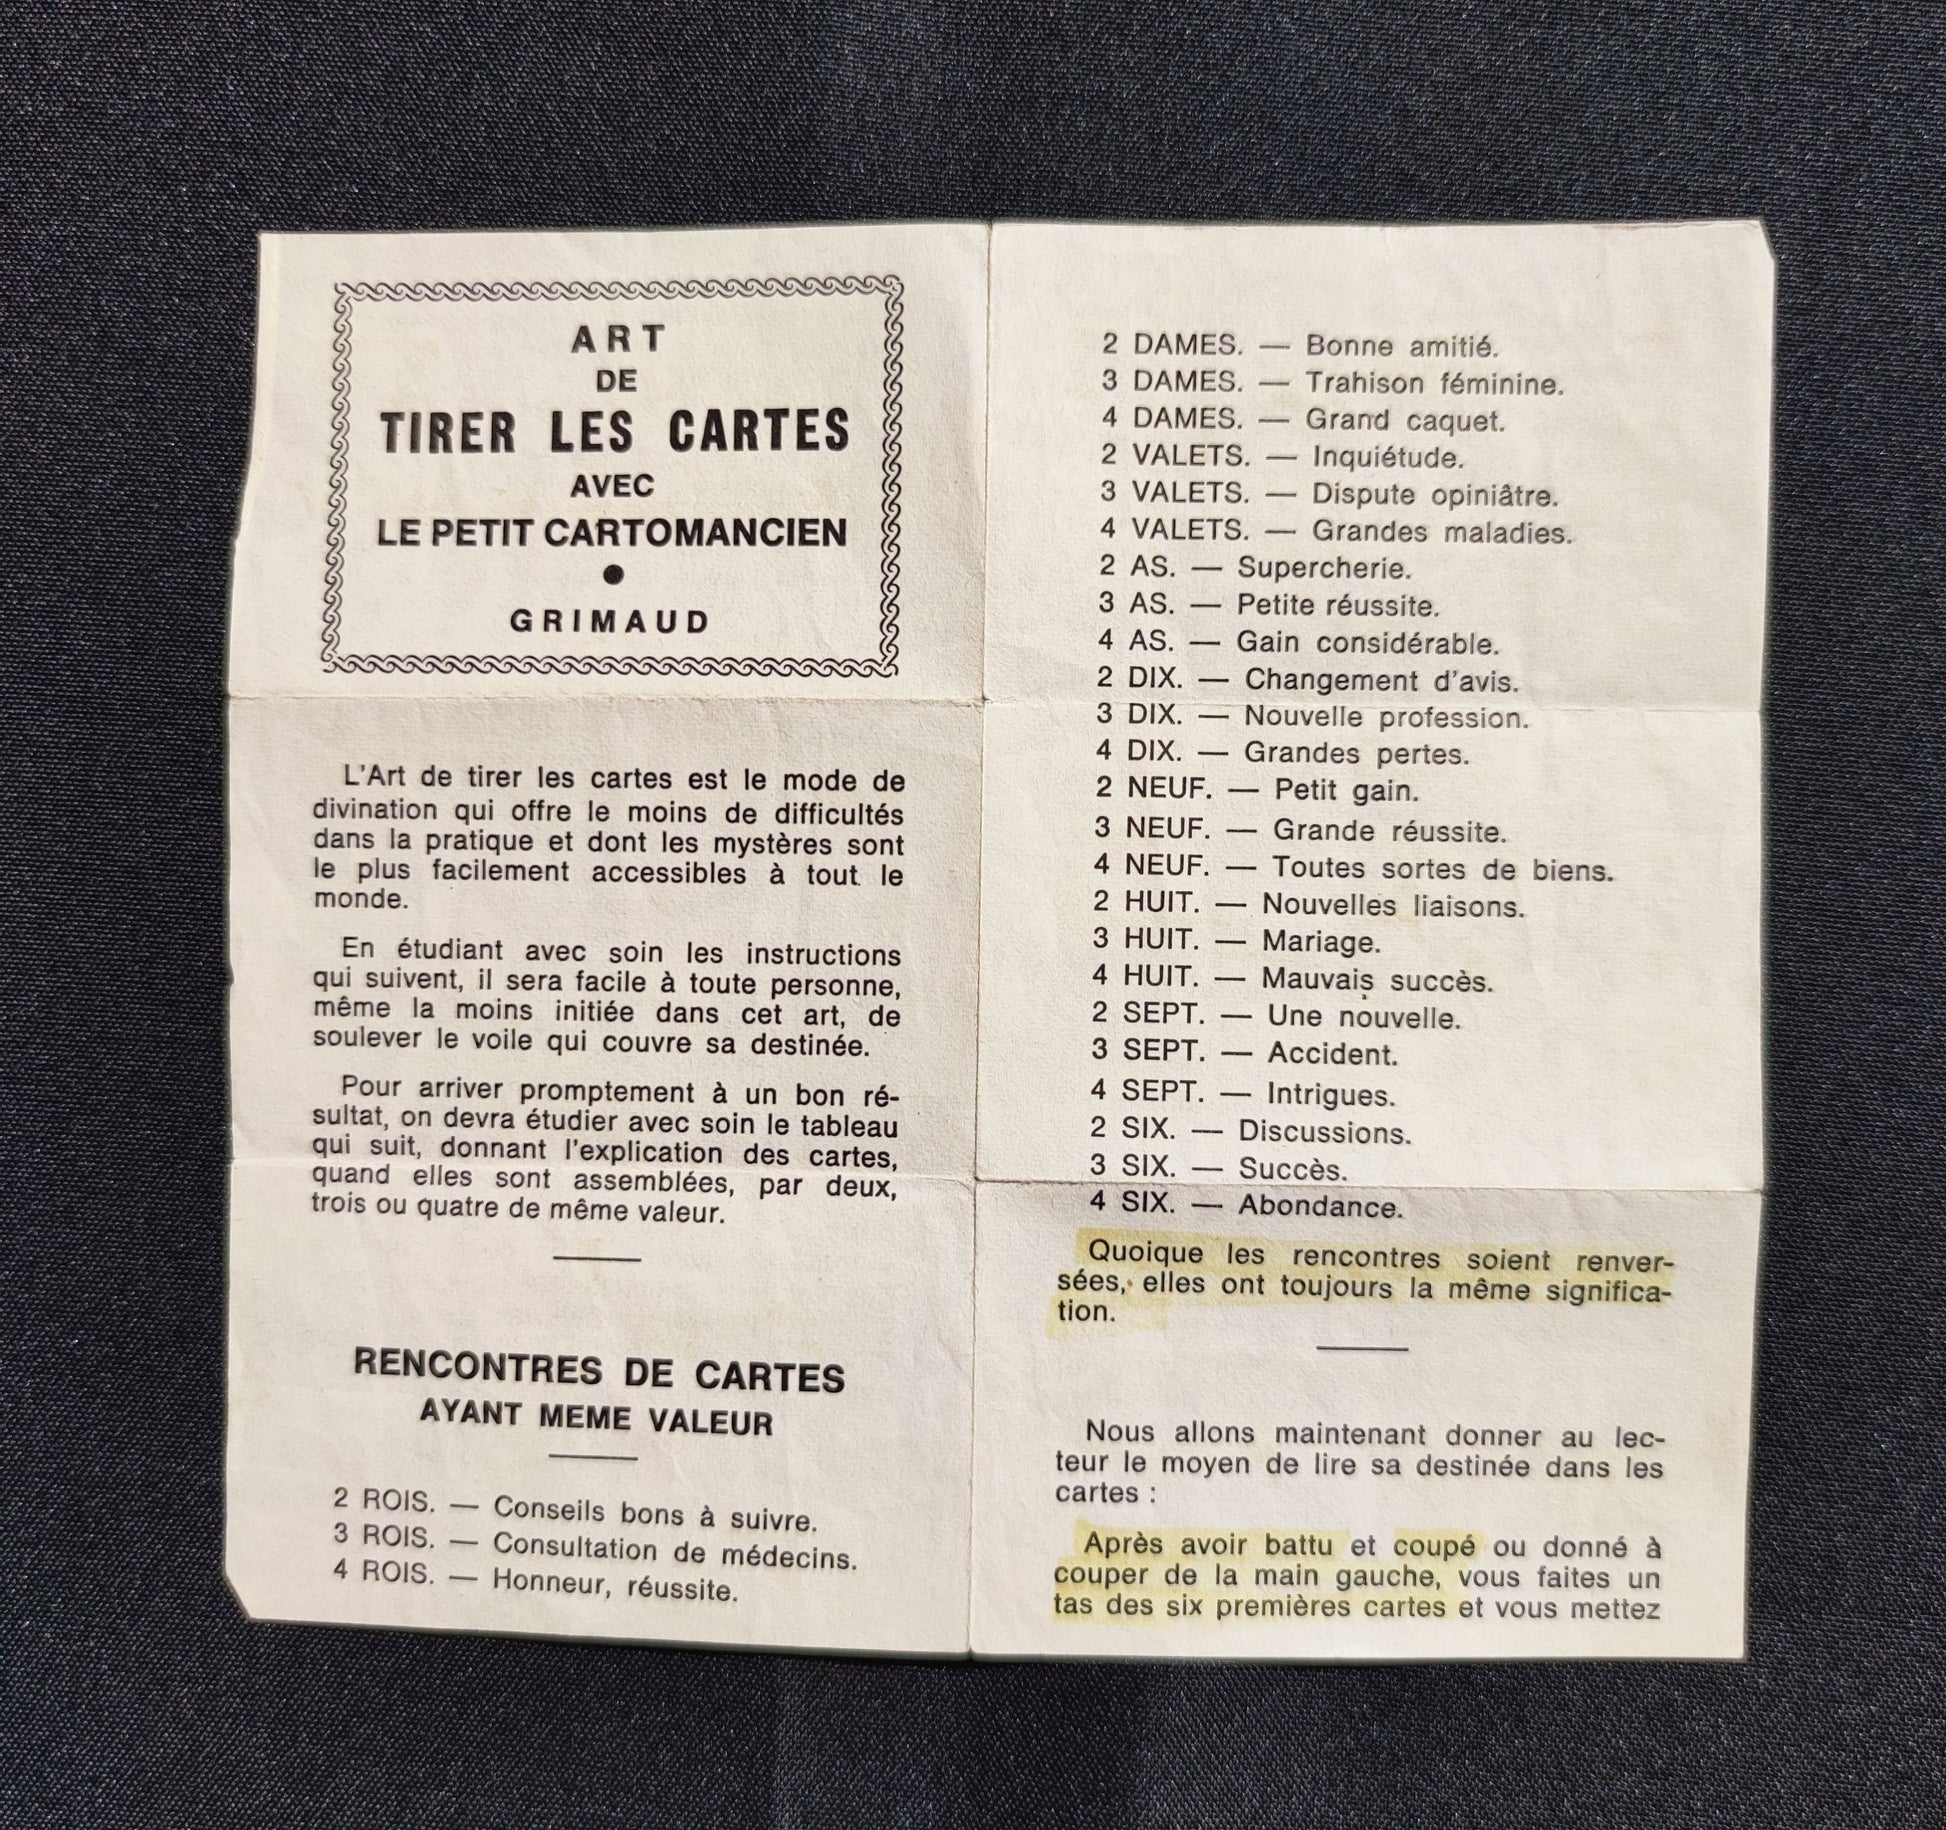 ART
DE
TIRER LES CARTES
AVEC
LE PETIT CARTOMANCIEN
●
GRIMAUD
L'Art de tirer les cartes est le mode de
divination qui offre le moins de difficultés
dans la pratique et dont les mystères sont
le plus facilement accessibles à tout le
monde.
En étudiant avec soin les instructions
qui suivent, il sera facile à toute personne,
même la moins initiée dans cet art, de
soulever le voile qui couvre sa destinée.
Pour arriver promptement à un bon ré-
sultat, on devra étudier avec soin le tableau
qui suit, donnant l'explication des cartes,
quand elles sont assemblées, par deux,
trois ou quatre de même valeur.
RENCONTRES DE CARTES
AYANT MEME VALEUR
2 ROIS. — Conseils bons à suivre.
3 ROIS. — Consultation de médecins.
4 ROIS. — Honneur, réussite.
2 DAMES. — Bonne amitié.
3 DAMES. — Trahison féminine.
4 DAMES. — Grand caquet.
2 VALETS. — Inquiétude.
3 VALETS. — Dispute opiniâtre.
4 VALETS. — Grandes maladies.
2 AS. — Supercherie.
3 AS. — Petite réussite.
4 AS. — Gain considérable.
2 DIX. — Changement d'avis.
3 DIX. — Nouvelle profession.
4 DIX. — Grandes pertes.
2 NEUF. — Petit gain.
3 NEUF. — Grande réussite.
4 NEUF. — Toutes sortes de biens.
2 HUIT. — Nouvelles liaisons.
3 HUIT. — Mariage.
4 HUIT. — Mauvais succès.
2 SEPT. — Une nouvelle.
3 SEPT. — Accident.
4 SEPT. — Intrigues.
2 SIX. — Discussions.
3 SIX. — Succès.
4 SIX. — Abondance.
Quoique les rencontres soient renver-
sées, elles ont toujours la même significa-
tion.
Nous allons maintenant donner au lec-
teur le moyen de lire sa destinée dans les
cartes :
Après avoir battu et coupé ou donné à
couper de la main gauche, vous faites un
tas des six premières cartes et vous mettez